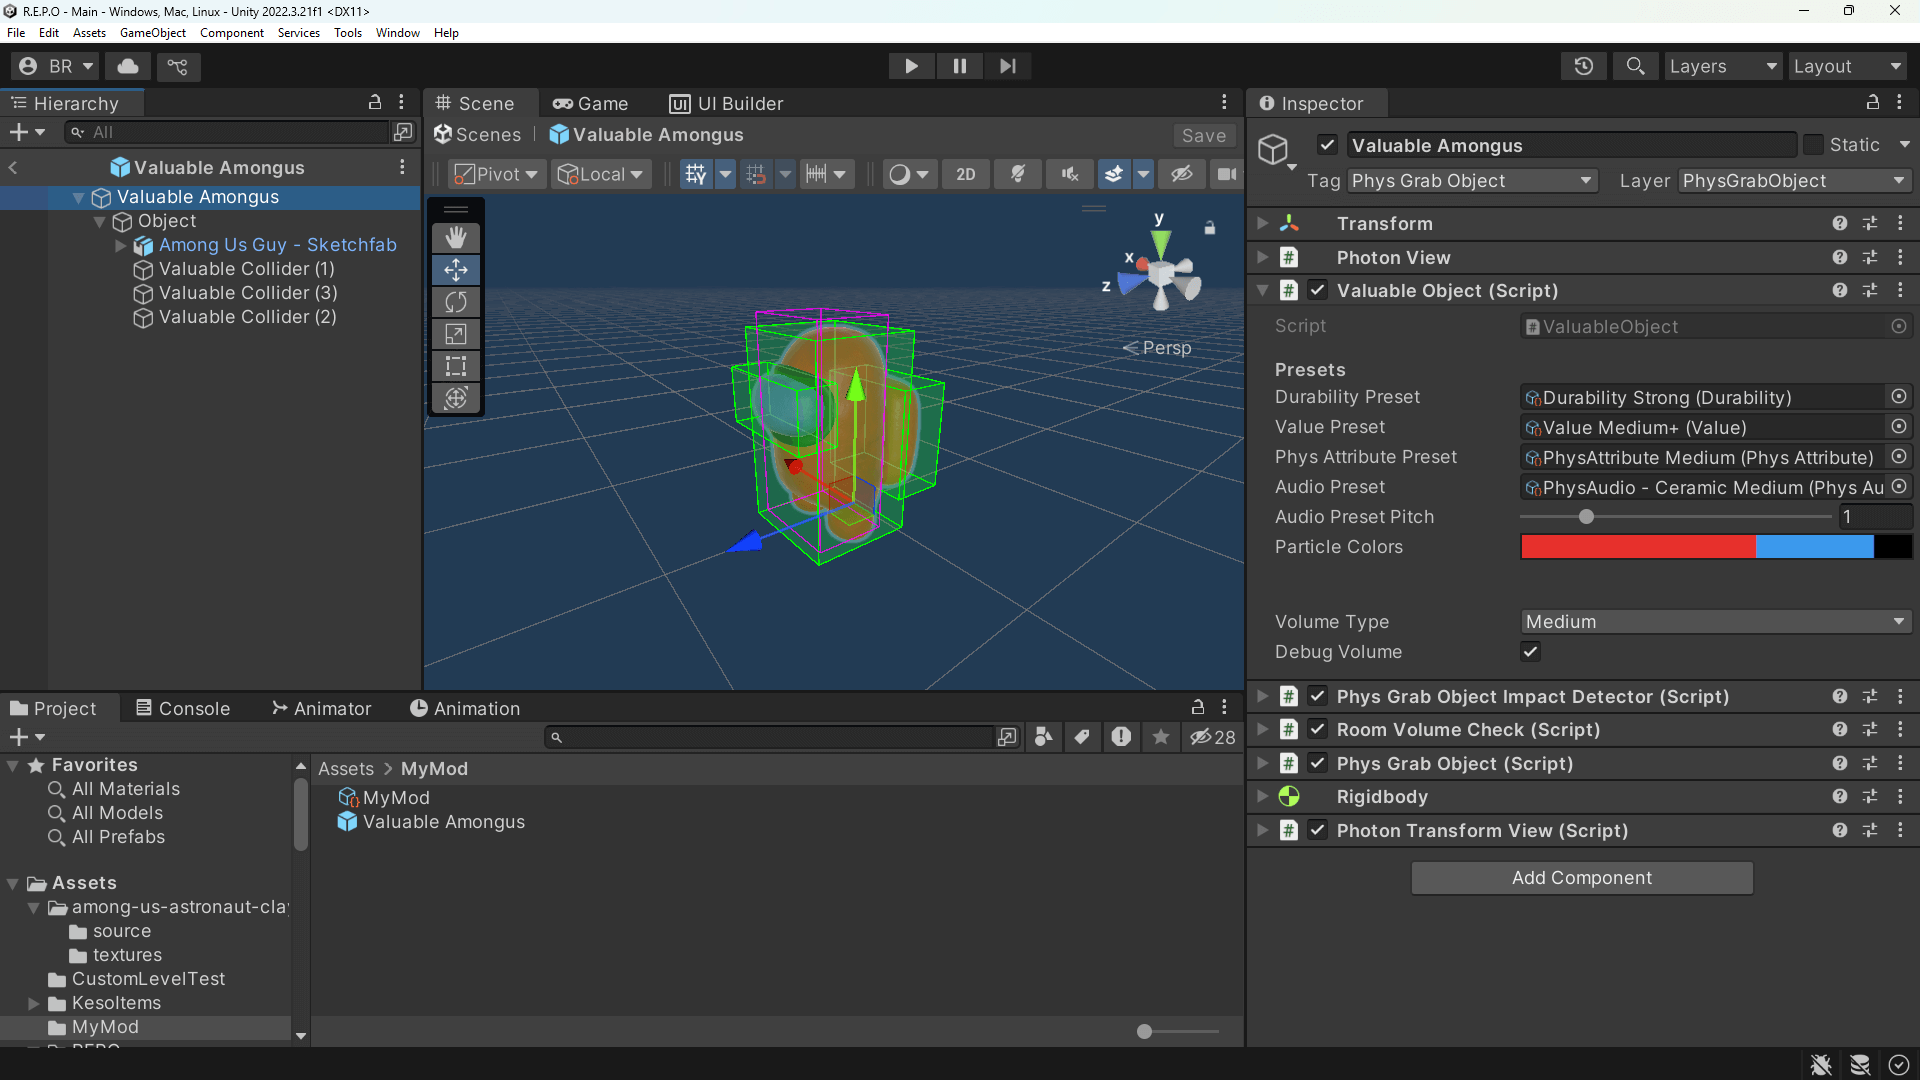 R.E.P.O - Main - Windows, Mac, Linux - Unity 2022.3.21f1 <DX11>
File Edit Assets GameObject Component Services Tools Window Help
BR
Layers
Layout
Hierarchy
All
Valuable Amongus
Valuable Amongus
Object
Among Us Guy - Sketchfab
Valuable Collider (1)
Valuable Collider (3)
Valuable Collider (2)
Scene
Game
UI UI Builder
Scenes
Valuable Amongus
Save
Pivot
Local
2D
y
x
z
Persp
Inspector
Valuable Amongus
Static
Tag Phys Grab Object
Layer PhysGrabObject
Transform
Photon View
Valuable Object (Script)
Script ValuableObject
Presets
Durability Preset Durability Strong (Durability)
Value Preset Value Medium+ (Value)
Phys Attribute Preset PhysAttribute Medium (Phys Attribute)
Audio Preset PhysAudio - Ceramic Medium (Phys Au
Audio Preset Pitch 1
Particle Colors
Volume Type Medium
Debug Volume
Phys Grab Object Impact Detector (Script)
Room Volume Check (Script)
Phys Grab Object (Script)
Rigidbody
Photon Transform View (Script)
Add Component
Project
Console
Animator
Animation
28
Favorites
All Materials
All Models
All Prefabs
Assets
among-us-astronaut-clay
source
textures
CustomLevelTest
KesoItems
MyMod
REPO
Assets > MyMod
MyMod
Valuable Amongus